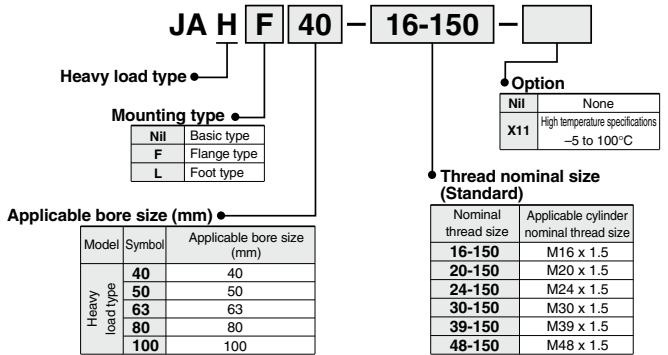 JA H F 40 – 16-150 –
Heavy load type
Mounting type
Nil Basic type
F Flange type
L Foot type
Applicable bore size (mm)
Model Symbol Applicable bore size (mm)
Heavy load type
40 40
50 50
63 63
80 80
100 100
Option
Nil None
X11 High temperature specifications –5 to 100°C
Thread nominal size
(Standard)
Nominal thread size Applicable cylinder nominal thread size
16-150 M16 x 1.5
20-150 M20 x 1.5
24-150 M24 x 1.5
30-150 M30 x 1.5
39-150 M39 x 1.5
48-150 M48 x 1.5